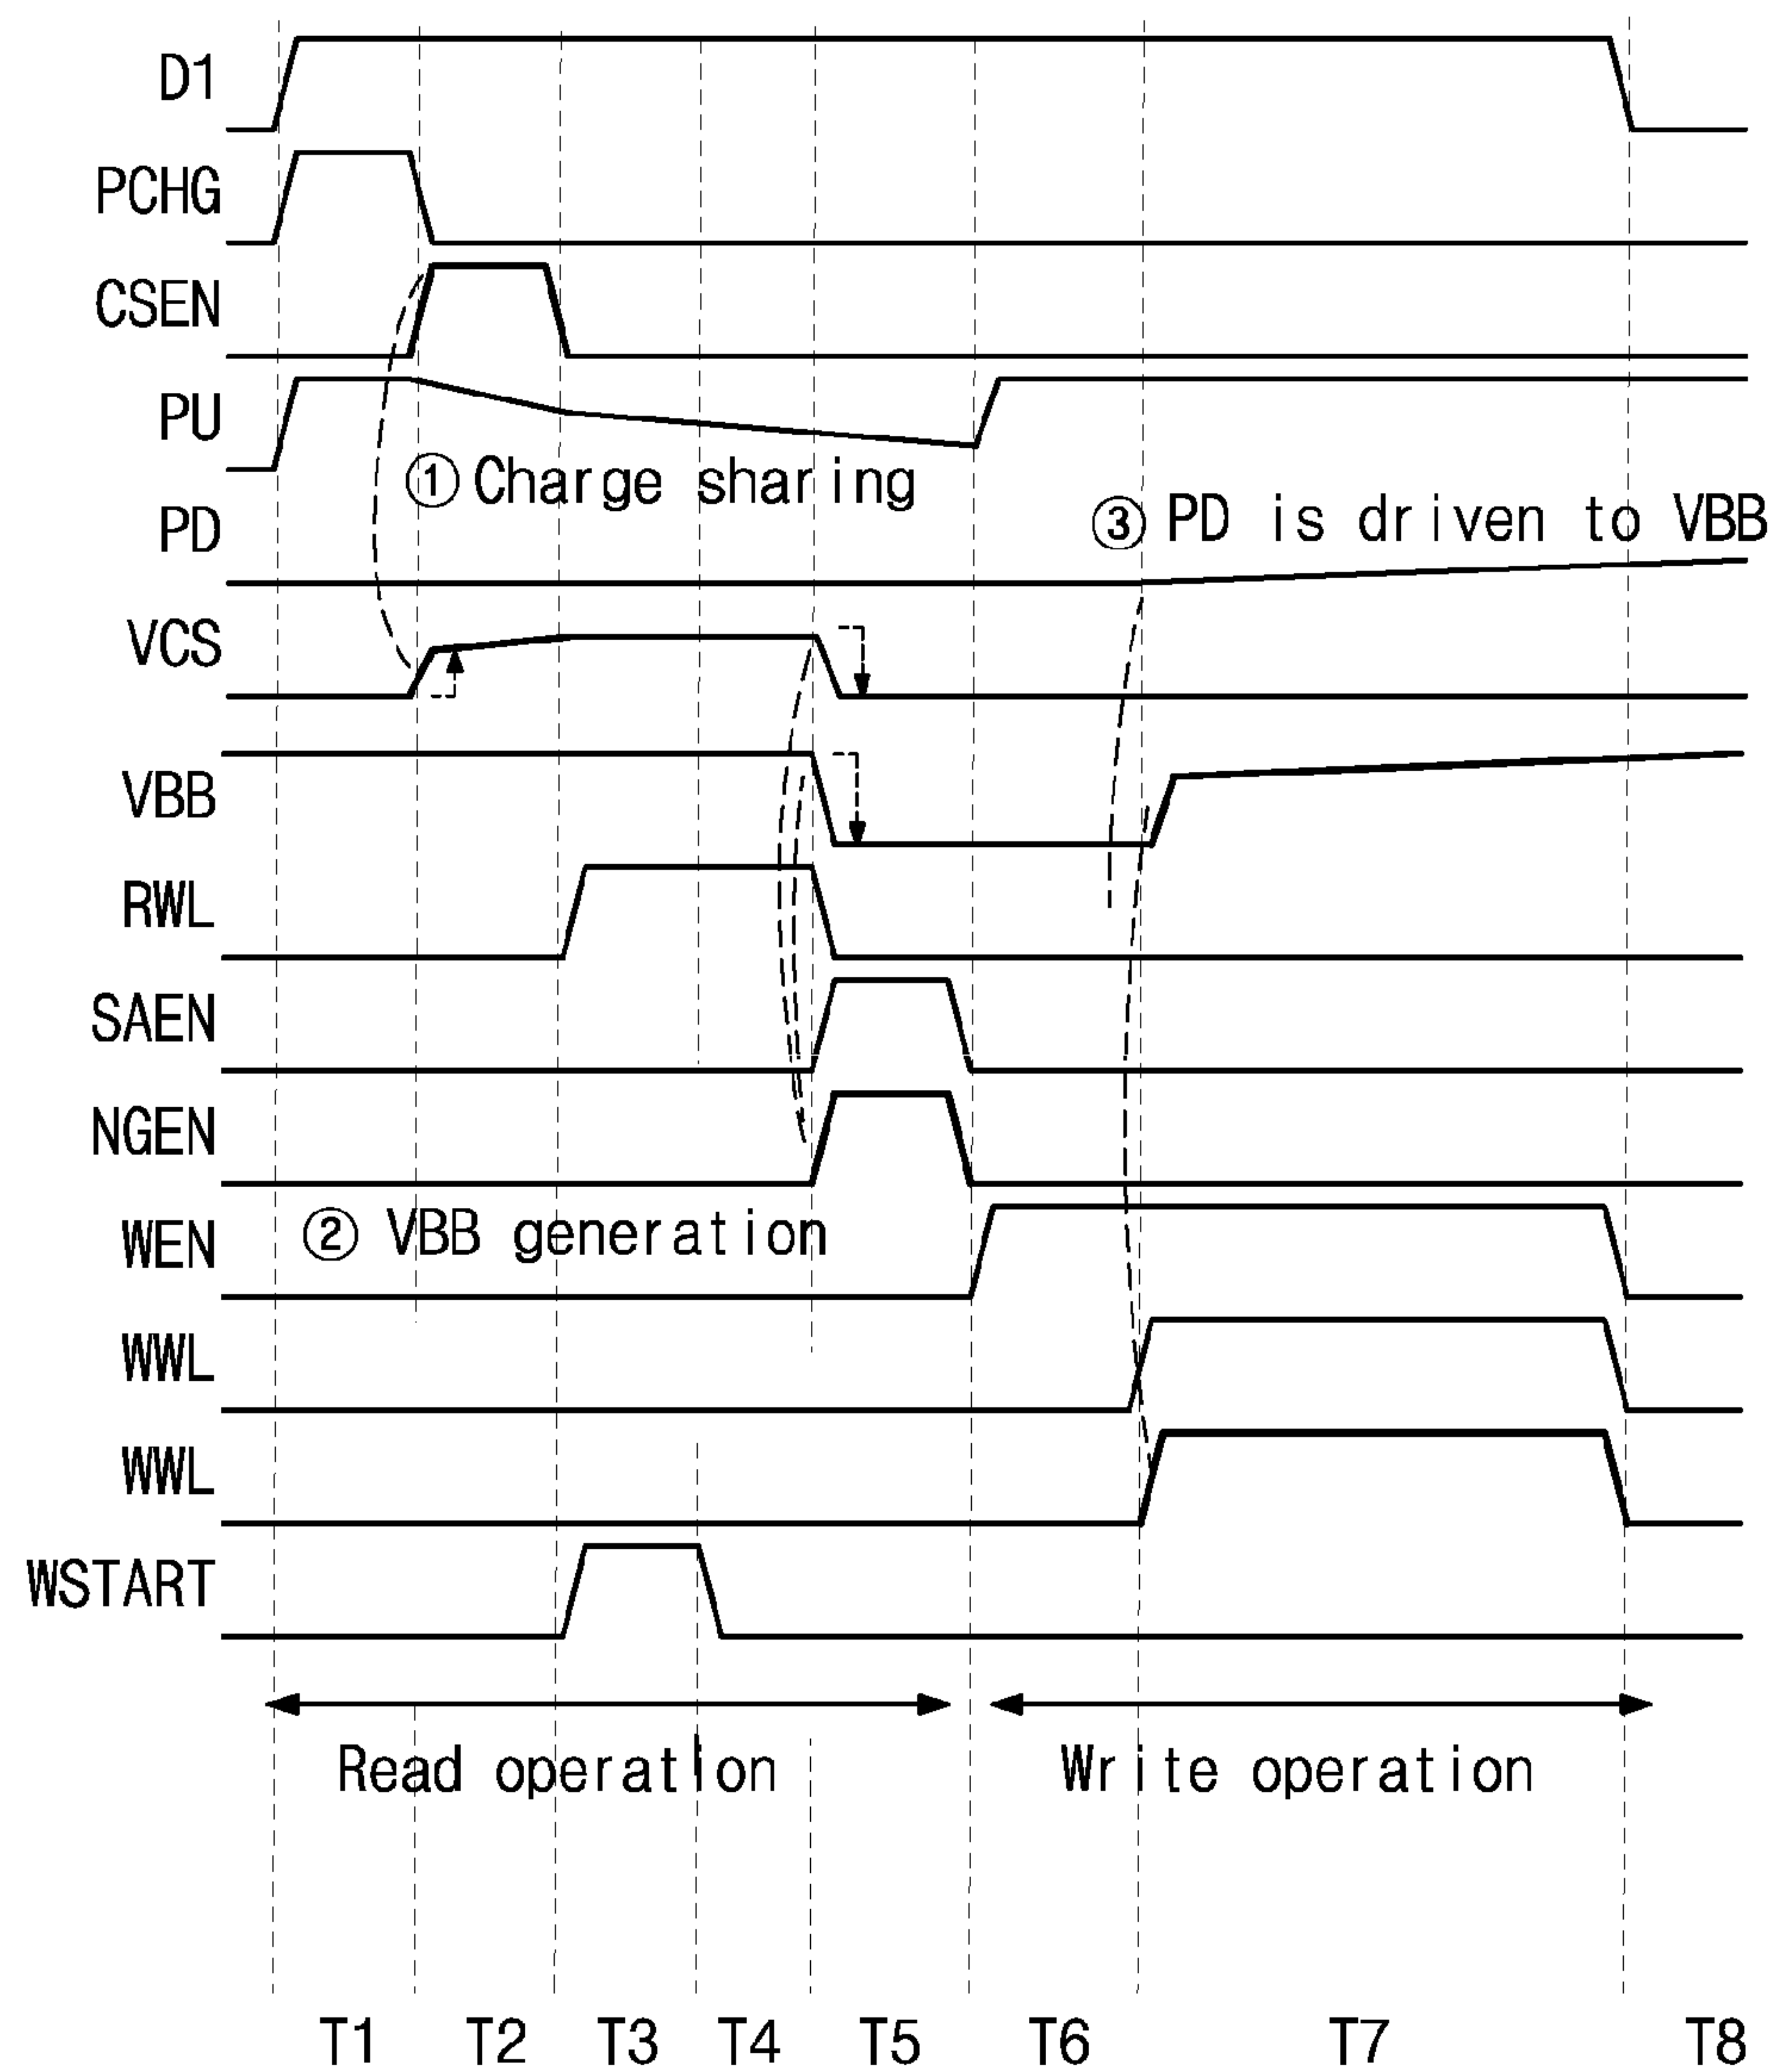 D1
PCHG
CSEN
PU
① Charge sharing
PD
③ PD is driven to VBB
VCS
VBB
RWL
SAEN
NGEN
WEN
② VBB generation
WWL
WWL
WSTART
Read operation
Write operation
T1 T2 T3 T4 T5 T6 T7 T8